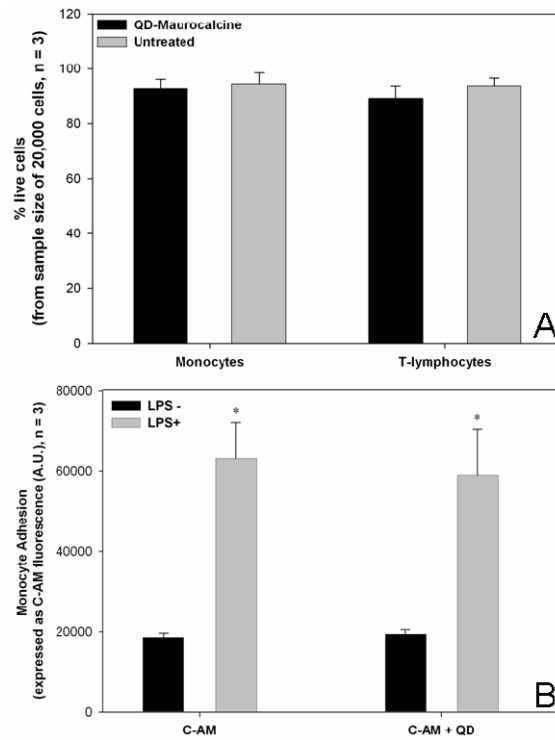 120
100
80
60
40
20
0
% live cells
(from sample size of 20,000 cells, n = 3)
QD-Maurocalcine
Untreated
Monocytes
T-lymphocytes
A
80000
60000
40000
20000
0
Monocyte Adhesion
(expressed as C-AM fluorescence (A.U.), n = 3)
LPS -
LPS+
*
*
C-AM
C-AM + QD
B